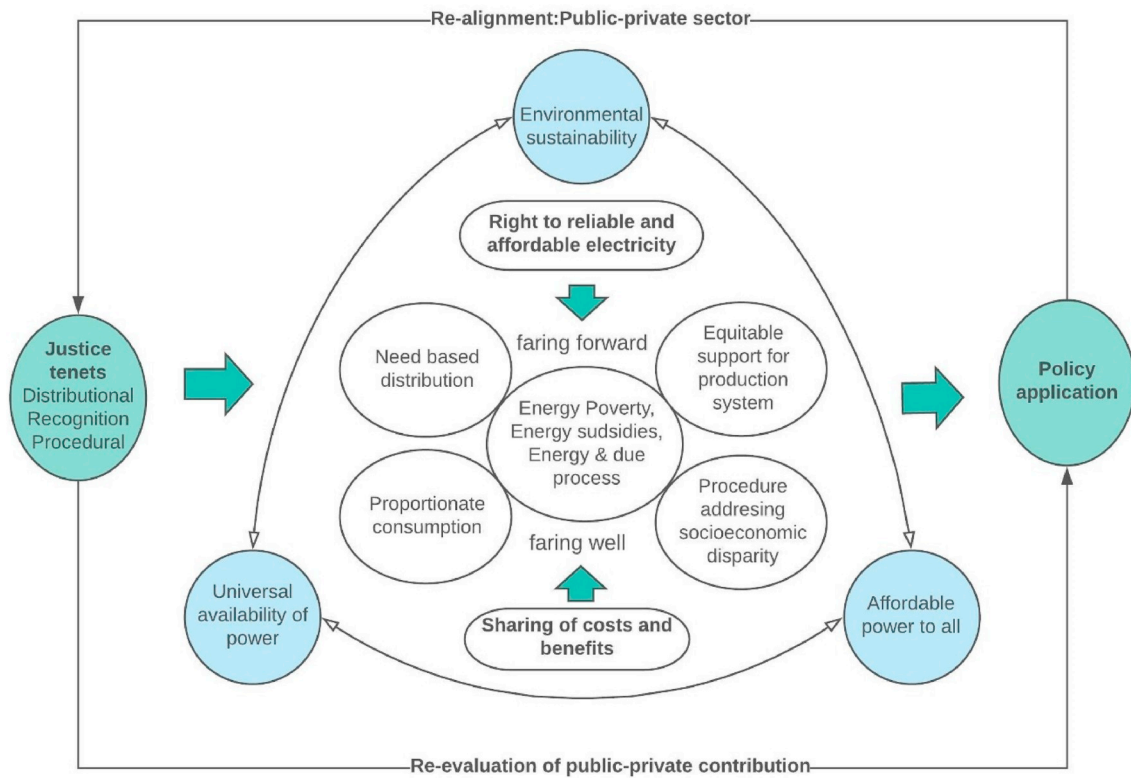 Re-alignment:Public-private sector
Environmental
sustainability
Right to reliable and
affordable electricity
faring forward
Need based
distribution
Equitable
support for
production
system
Justice
tenets
Distributional
Recognition
Procedural
Policy
application
Energy Poverty,
Energy sudsidies,
Energy & due
process
Proportionate
consumption
Procedure
addresing
socioeconomic
disparity
faring well
Universal
availability of
power
Sharing of costs and
benefits
Affordable
power to all
Re-evaluation of public-private contribution